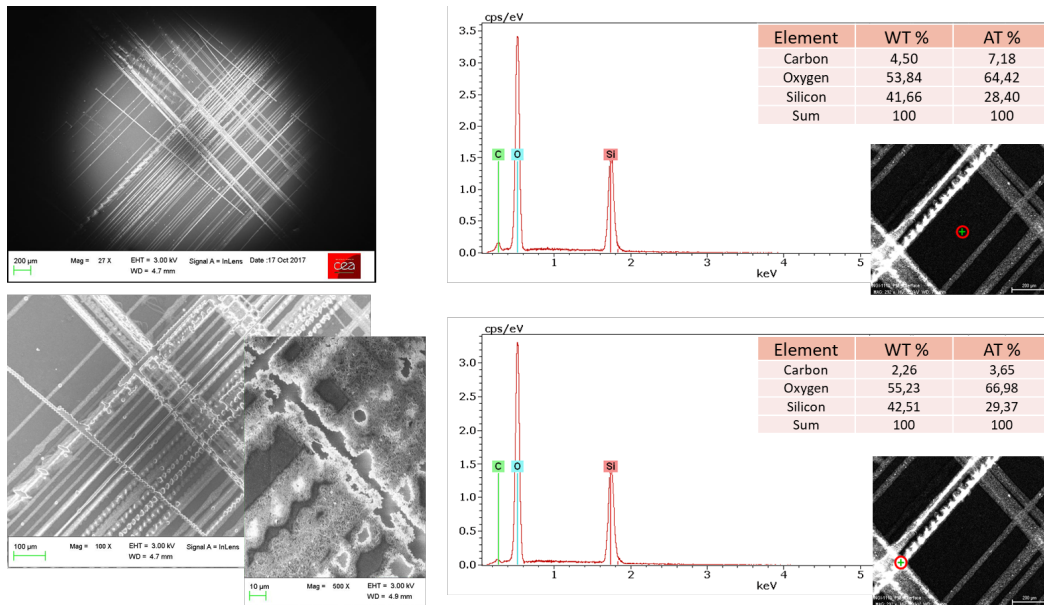 200 µm
Mag = 27 X
EHT = 3.00 kV
WD = 4.7 mm
Signal A = InLens
Date :17 Oct 2017
cea
100 µm
Mag = 100 X
EHT = 3.00 kV
WD = 4.7 mm
Signal A = InLens
10 µm
Mag = 500 X
EHT = 3.00 kV
WD = 4.9 mm
cps/eV
3.5
3.0
2.5
2.0
1.5
1.0
0.5
0.0
C O Si
1 2 3 4 5
keV
Element WT % AT %
Carbon 4,50 7,18
Oxygen 53,84 64,42
Silicon 41,66 28,40
Sum 100 100
200 µm
cps/eV
3.0
2.5
2.0
1.5
1.0
0.5
0.0
C O Si
1 2 3 4 5
keV
Element WT % AT %
Carbon 2,26 3,65
Oxygen 55,23 66,98
Silicon 42,51 29,37
Sum 100 100
200 µm